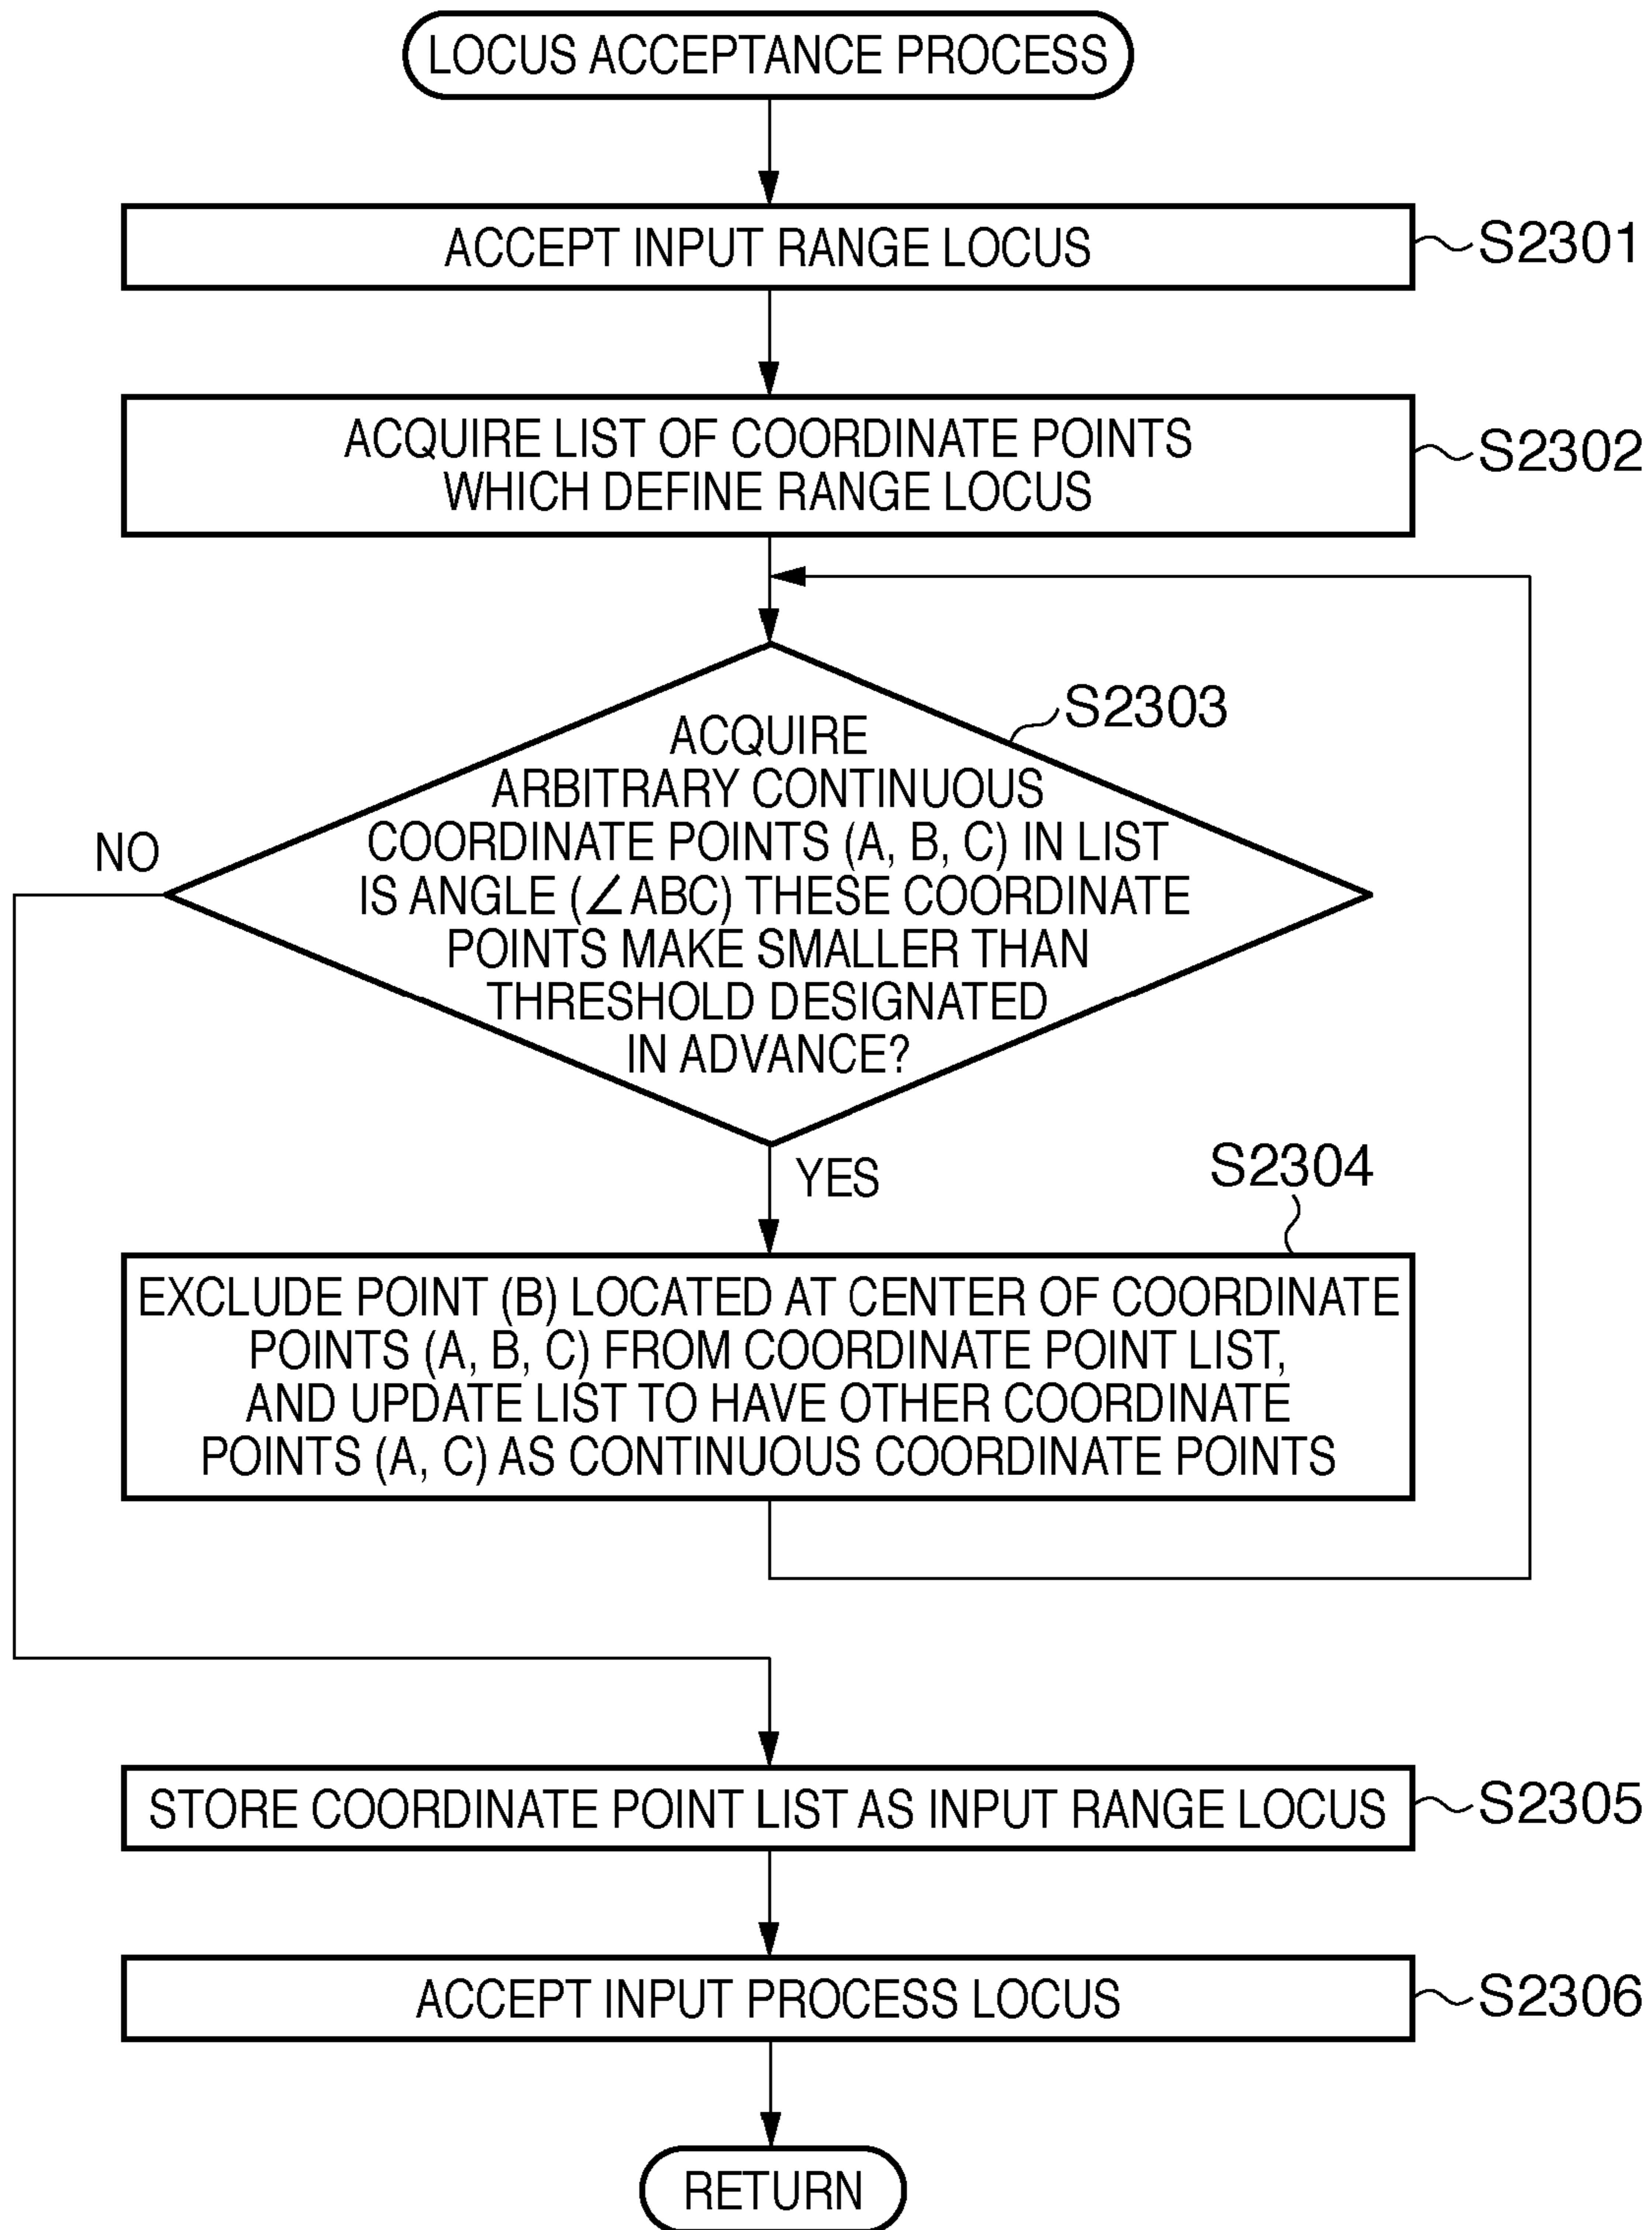 LOCUS ACCEPTANCE PROCESS
ACCEPT INPUT RANGE LOCUS
S2301
ACQUIRE LIST OF COORDINATE POINTS
WHICH DEFINE RANGE LOCUS
S2302
S2303
ACQUIRE
ARBITRARY CONTINUOUS
COORDINATE POINTS (A, B, C) IN LIST
IS ANGLE (∠ABC) THESE COORDINATE
POINTS MAKE SMALLER THAN
THRESHOLD DESIGNATED
IN ADVANCE?
NO
YES
S2304
EXCLUDE POINT (B) LOCATED AT CENTER OF COORDINATE
POINTS (A, B, C) FROM COORDINATE POINT LIST,
AND UPDATE LIST TO HAVE OTHER COORDINATE
POINTS (A, C) AS CONTINUOUS COORDINATE POINTS
STORE COORDINATE POINT LIST AS INPUT RANGE LOCUS
S2305
ACCEPT INPUT PROCESS LOCUS
S2306
RETURN